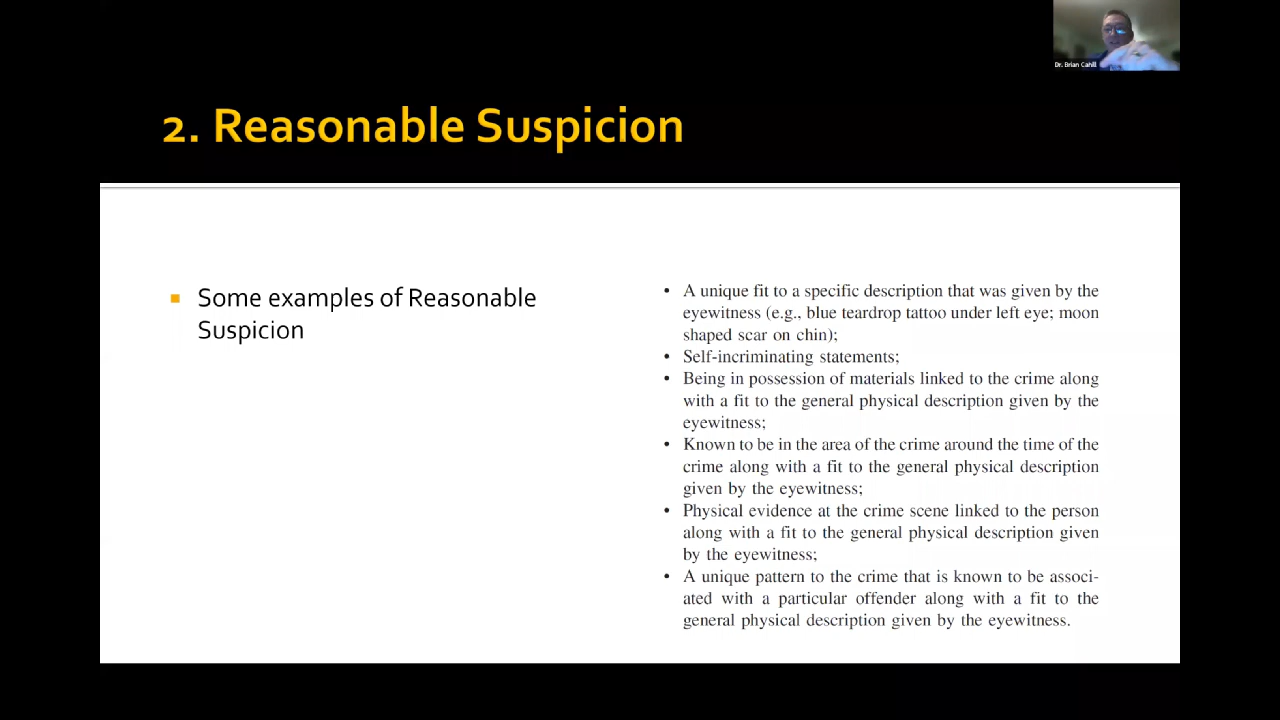 Dr. Brian Cahill
2. Reasonable Suspicion
Some examples of Reasonable
Suspicion
• A unique fit to a specific description that was given by the
eyewitness (e.g., blue teardrop tattoo under left eye; moon
shaped scar on chin);
• Self-incriminating statements;
• Being in possession of materials linked to the crime along
with a fit to the general physical description given by the
eyewitness;
• Known to be in the area of the crime around the time of the
crime along with a fit to the general physical description
given by the eyewitness;
• Physical evidence at the crime scene linked to the person
along with a fit to the general physical description given
by the eyewitness;
• A unique pattern to the crime that is known to be associ-
ated with a particular offender along with a fit to the
general physical description given by the eyewitness.